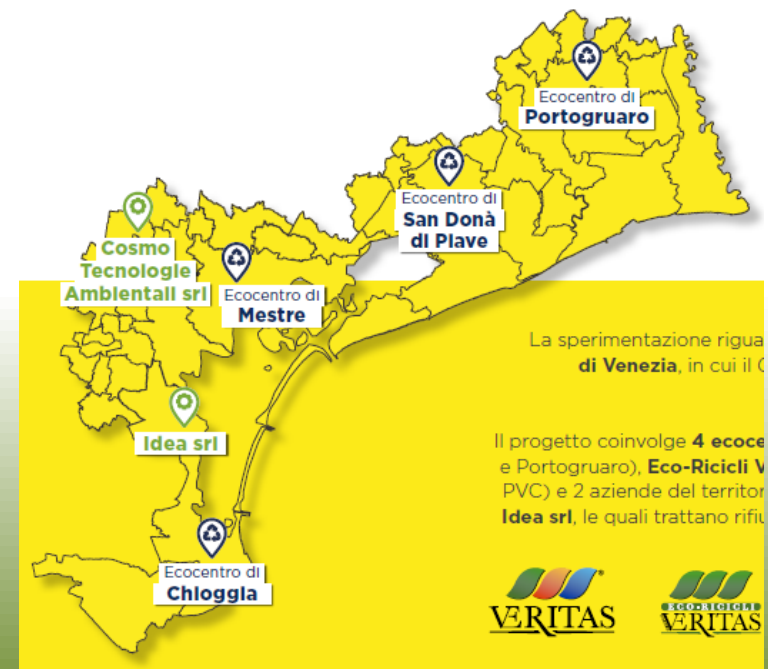 Ecocentro di
Portogruaro
Ecocentro di
San Donà
di Piave
Cosmo
Tecnologie
Ambientali srl
Ecocentro di
Mestre
La sperimentazione rigua
di Venezia, in cui il
Idea srl
Il progetto coinvolge 4 ecoce
e Portogruaro), Eco-Ricicli V
PVC) e 2 aziende del territor
Idea srl, le quali trattano rifiu
Ecocentro di
Chioggia
VERITAS
ECO-RICICLI
VERITAS